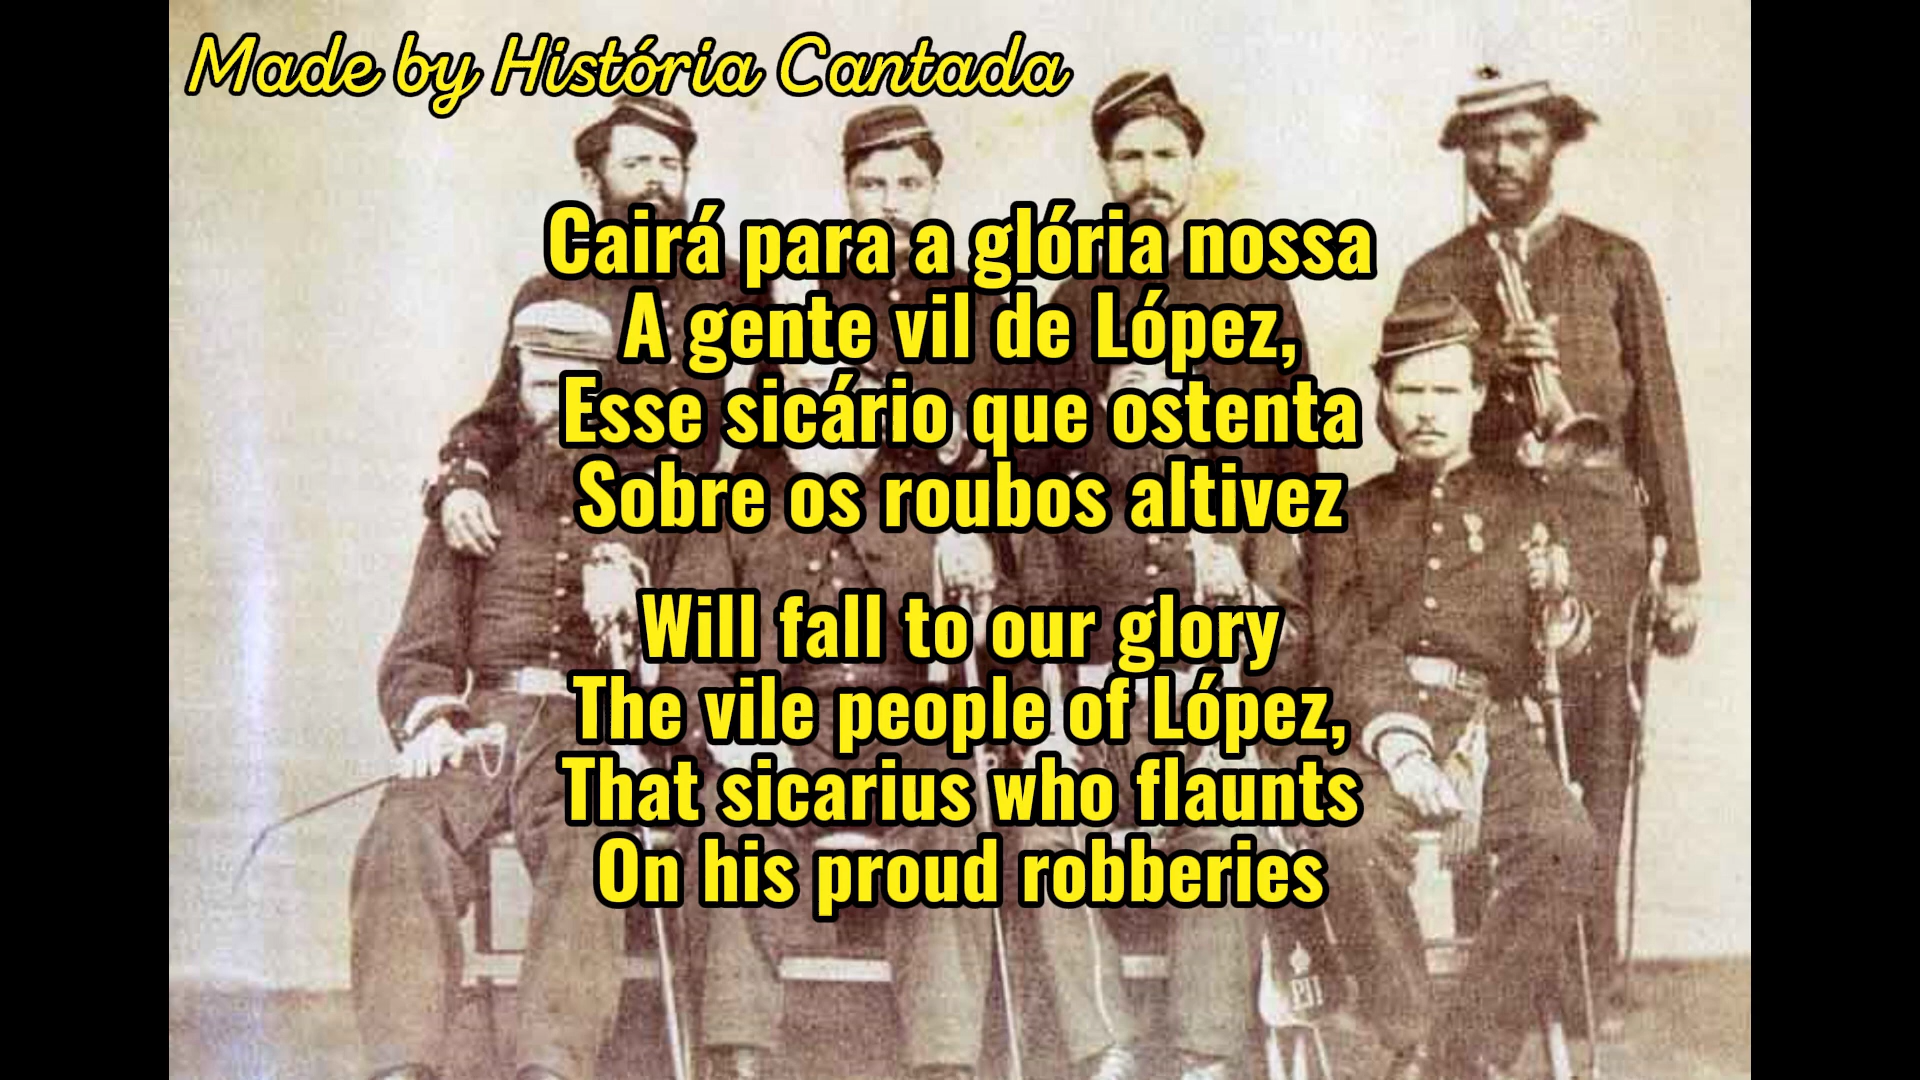 Made by História Cantada
Cairá para a glória nossa
A gente vil de López,
Esse sicário que ostenta
Sobre os roubos altivez
Will fall to our glory
The vile people of López,
That sicarius who flaunts
On his proud robberies